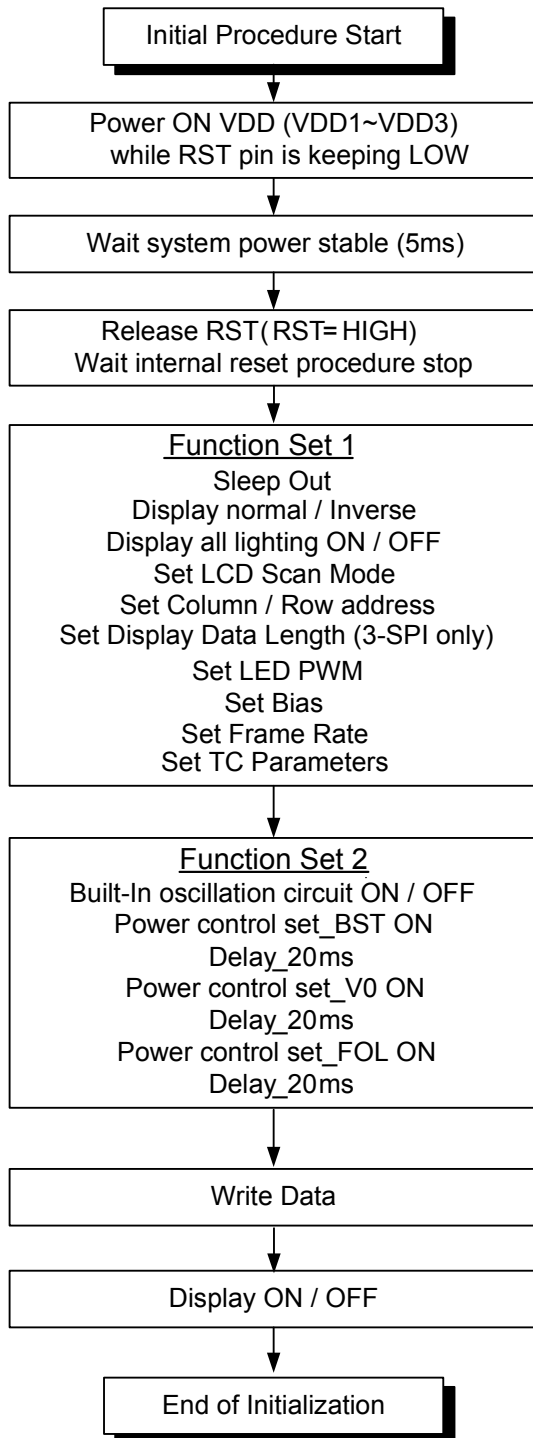 Initial Procedure Start
Power ON VDD (VDD1~VDD3)
while RST pin is keeping LOW
Wait system power stable (5ms)
Release RST(RST=HIGH)
Wait internal reset procedure stop
Function Set 1
Sleep Out
Display normal / Inverse
Display all lighting ON / OFF
Set LCD Scan Mode
Set Column / Row address
Set Display Data Length (3-SPI only)
Set LED PWM
Set Bias
Set Frame Rate
Set TC Parameters
Function Set 2
Built-In oscillation circuit ON / OFF
Power control set_BST ON
Delay_20ms
Power control set_V0 ON
Delay_20ms
Power control set_FOL ON
Delay_20ms
Write Data
Display ON / OFF
End of Initialization